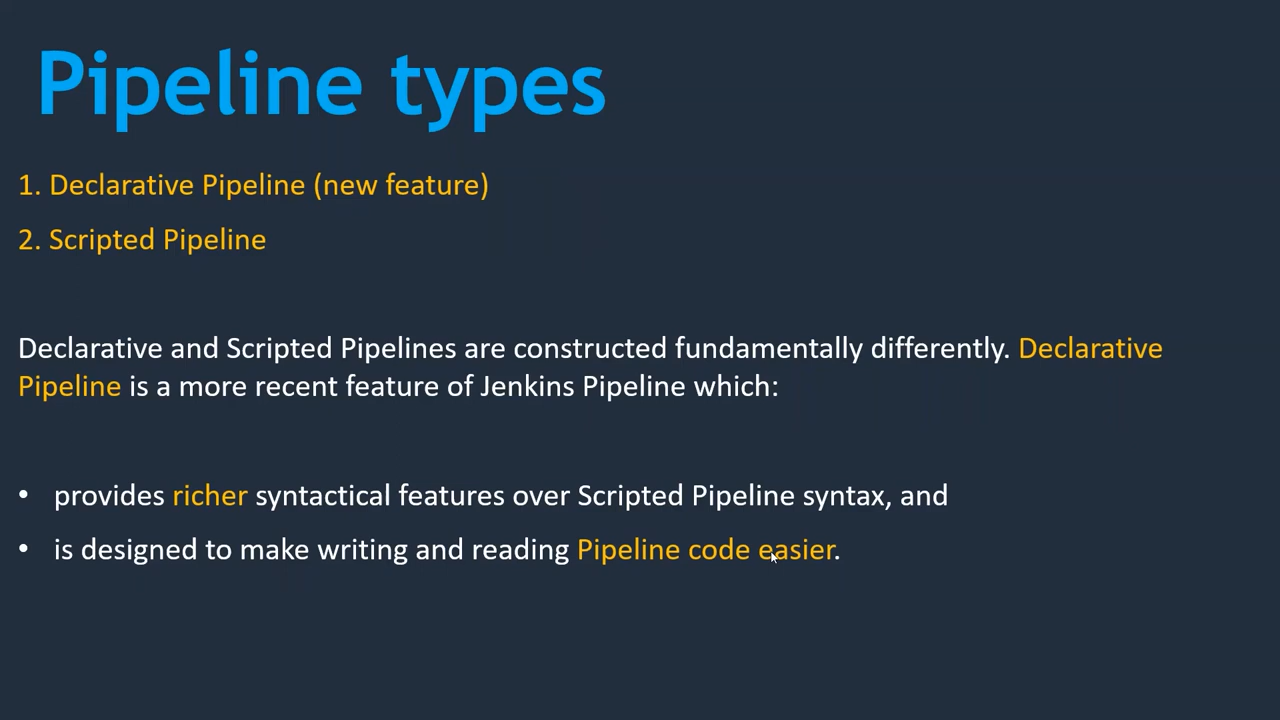 Pipeline types
1. Declarative Pipeline (new feature)
2. Scripted Pipeline
Declarative and Scripted Pipelines are constructed fundamentally differently. Declarative
Pipeline is a more recent feature of Jenkins Pipeline which:
• provides richer syntactical features over Scripted Pipeline syntax, and
• is designed to make writing and reading Pipeline code easier.